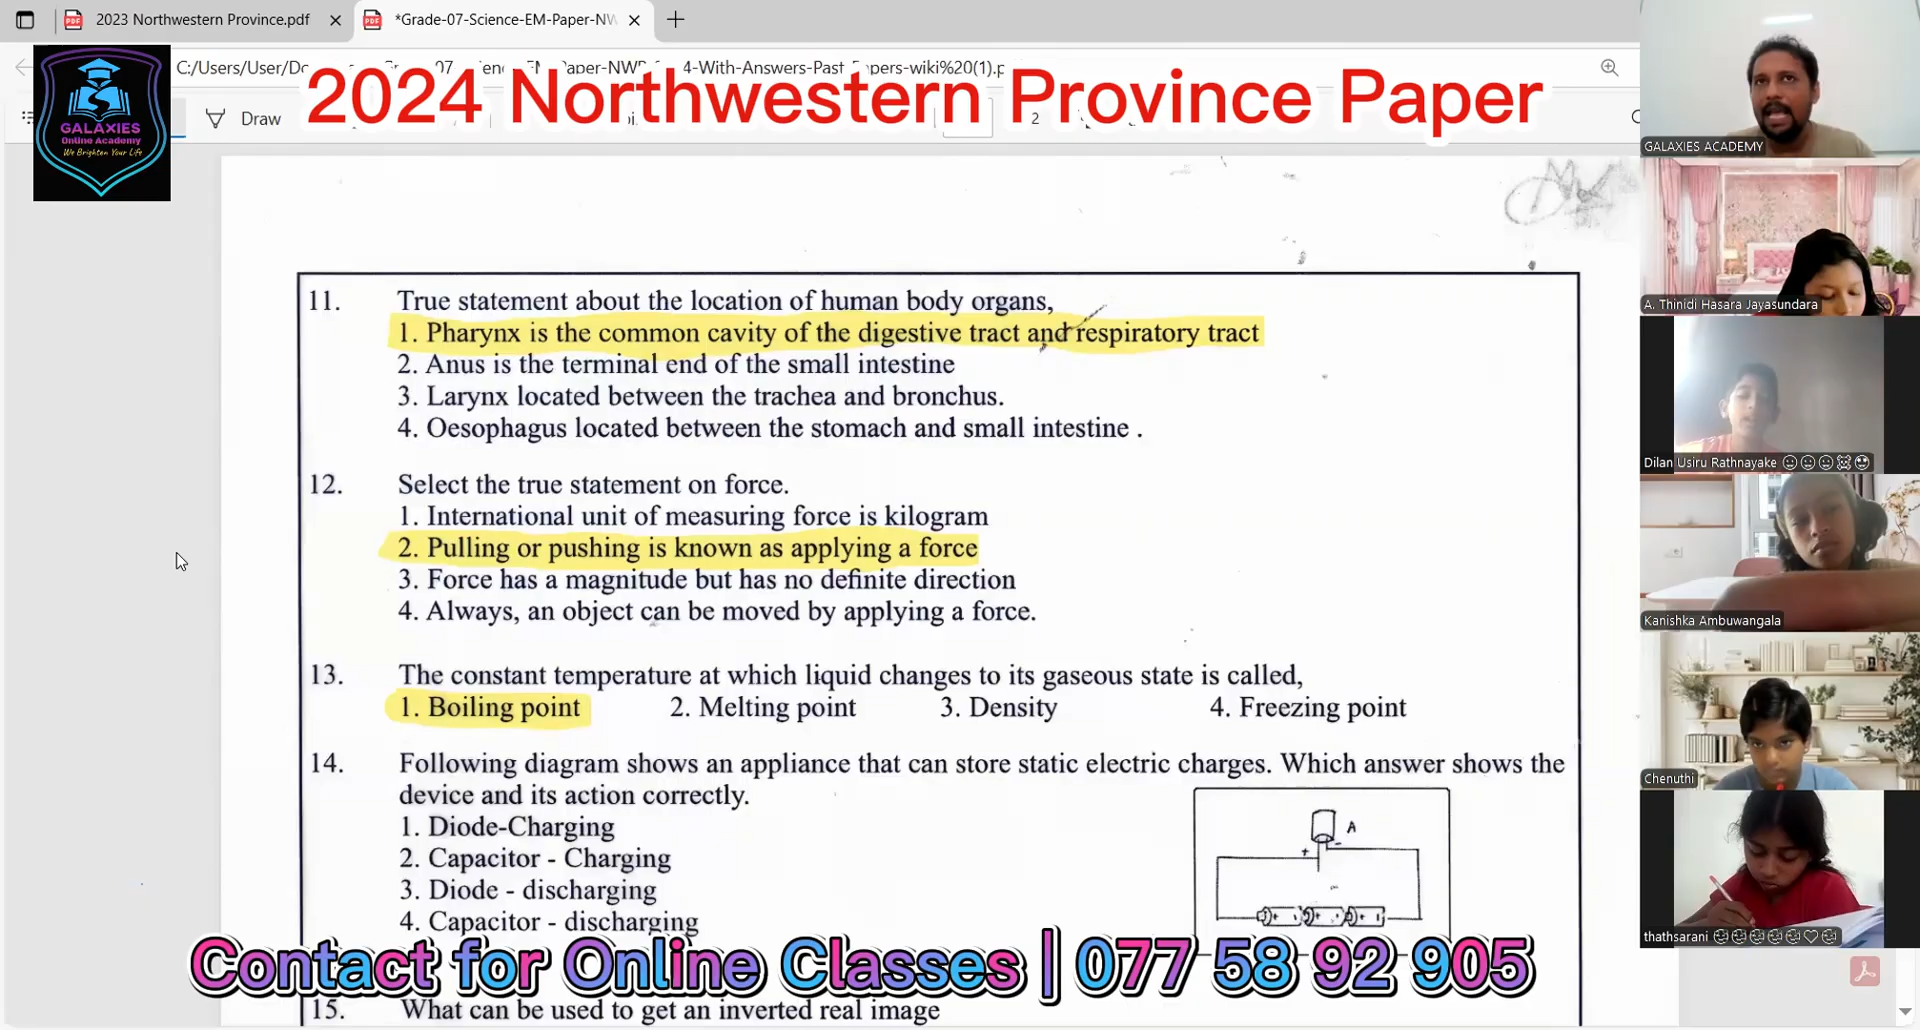 2023 Northwestern Province.pdf
*Grade-07-Science-EM-Paper-NW
2024 Northwestern Province Paper
Draw
2
GALAXIES
Online Academy
We Brighten Your Life
11. True statement about the location of human body organs,
1. Pharynx is the common cavity of the digestive tract and respiratory tract
2. Anus is the terminal end of the small intestine
3. Larynx located between the trachea and bronchus.
4. Oesophagus located between the stomach and small intestine .
12. Select the true statement on force.
1. International unit of measuring force is kilogram
2. Pulling or pushing is known as applying a force
3. Force has a magnitude but has no definite direction
4. Always, an object can be moved by applying a force.
13. The constant temperature at which liquid changes to its gaseous state is called,
1. Boiling point 2. Melting point 3. Density 4. Freezing point
14. Following diagram shows an appliance that can store static electric charges. Which answer shows the
device and its action correctly.
1. Diode-Charging
2. Capacitor - Charging
3. Diode - discharging
4. Capacitor - discharging
A
+ -
Contact for Online Classes | 077 58 92 905
15. What can be used to get an inverted real image
GALAXIES ACADEMY
A. Thinidi Hasara Jayasundara
Dilan Usiru Rathnayake
Kanishka Ambuwangala
Chenuthi
thathsarani